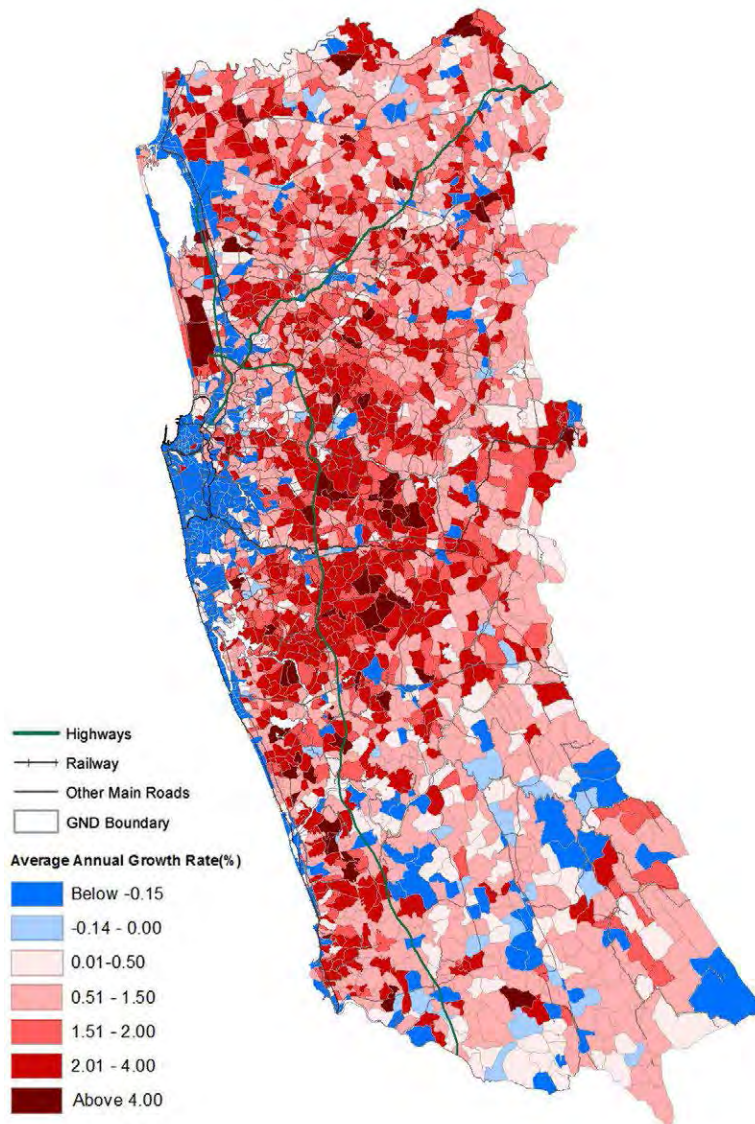 Highways
Railway
Other Main Roads
GND Boundary
Average Annual Growth Rate(%)
Below -0.15
-0.14 - 0.00
0.01-0.50
0.51 - 1.50
1.51 - 2.00
2.01 - 4.00
Above 4.00